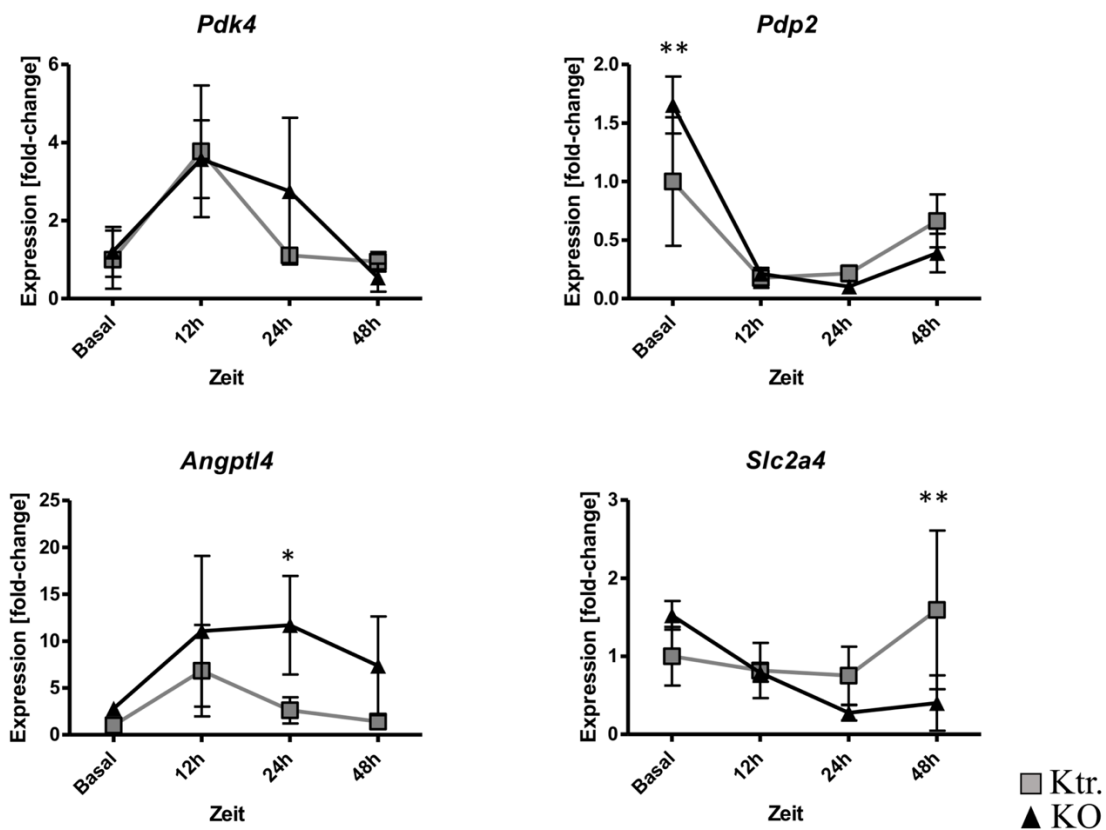 Pdk4
Expression [fold-change]
6
4
2
0
Basal
12h
24h
48h
Zeit
Pdp2
**
Expression [fold-change]
2.0
1.5
1.0
0.5
0.0
Basal
12h
24h
48h
Zeit
Angptl4
Expression [fold-change]
25
20
15
10
5
0
*
Basal
12h
24h
48h
Zeit
Slc2a4
Expression [fold-change]
3
2
1
0
**
Basal
12h
24h
48h
Zeit
Ktr.
KO